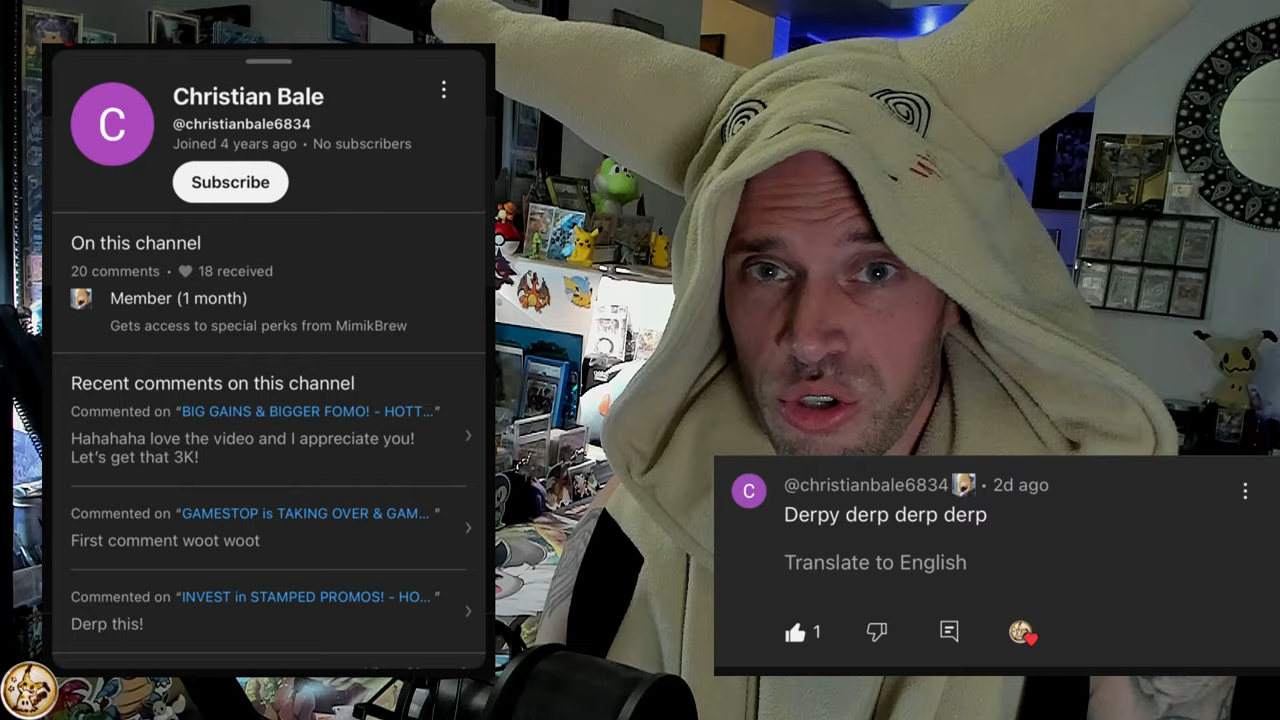 C
Christian Bale
@christianbale6834
Joined 4 years ago • No subscribers
Subscribe
On this channel
20 comments • 18 received
Member (1 month)
Gets access to special perks from MimikBrew
Recent comments on this channel
Commented on “BIG GAINS & BIGGER FOMO! - HOTT...”
Hahahaha love the video and I appreciate you!
Let's get that 3K!
Commented on “GAMESTOP is TAKING OVER & GAM... ”
First comment woot woot
Commented on “INVEST in STAMPED PROMOS! - HO... ”
Derp this!
C
@christianbale6834 • 2d ago
Derpy derp derp derp
Translate to English
1